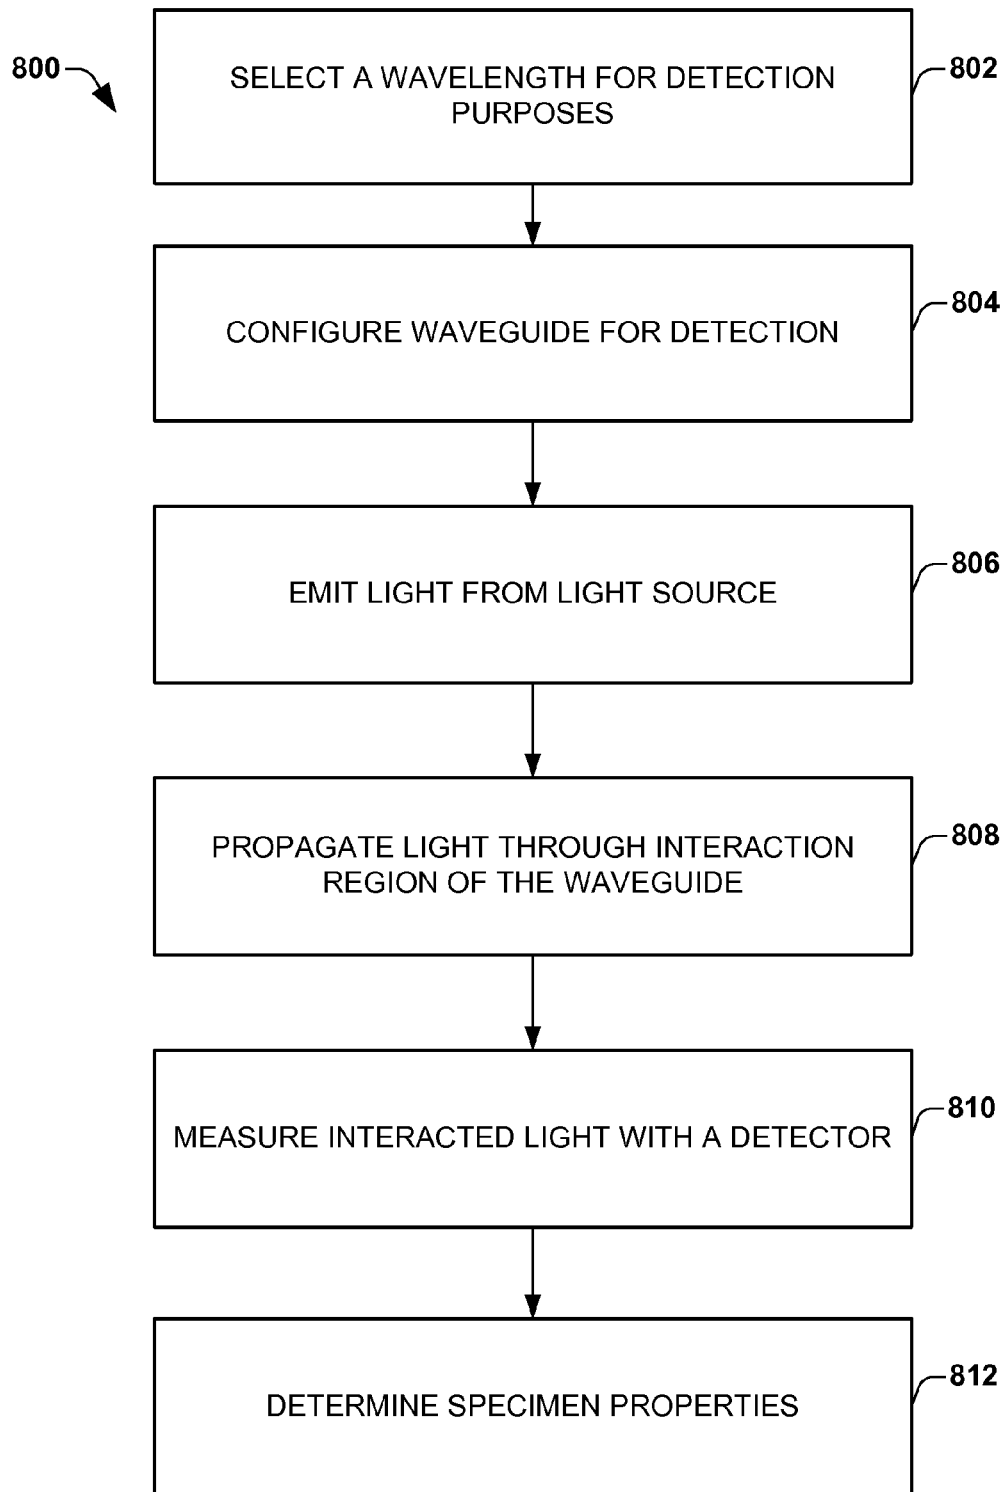 800
SELECT A WAVELENGTH FOR DETECTION
PURPOSES
802
CONFIGURE WAVEGUIDE FOR DETECTION
804
EMIT LIGHT FROM LIGHT SOURCE
806
PROPAGATE LIGHT THROUGH INTERACTION
REGION OF THE WAVEGUIDE
808
MEASURE INTERACTED LIGHT WITH A DETECTOR
810
DETERMINE SPECIMEN PROPERTIES
812